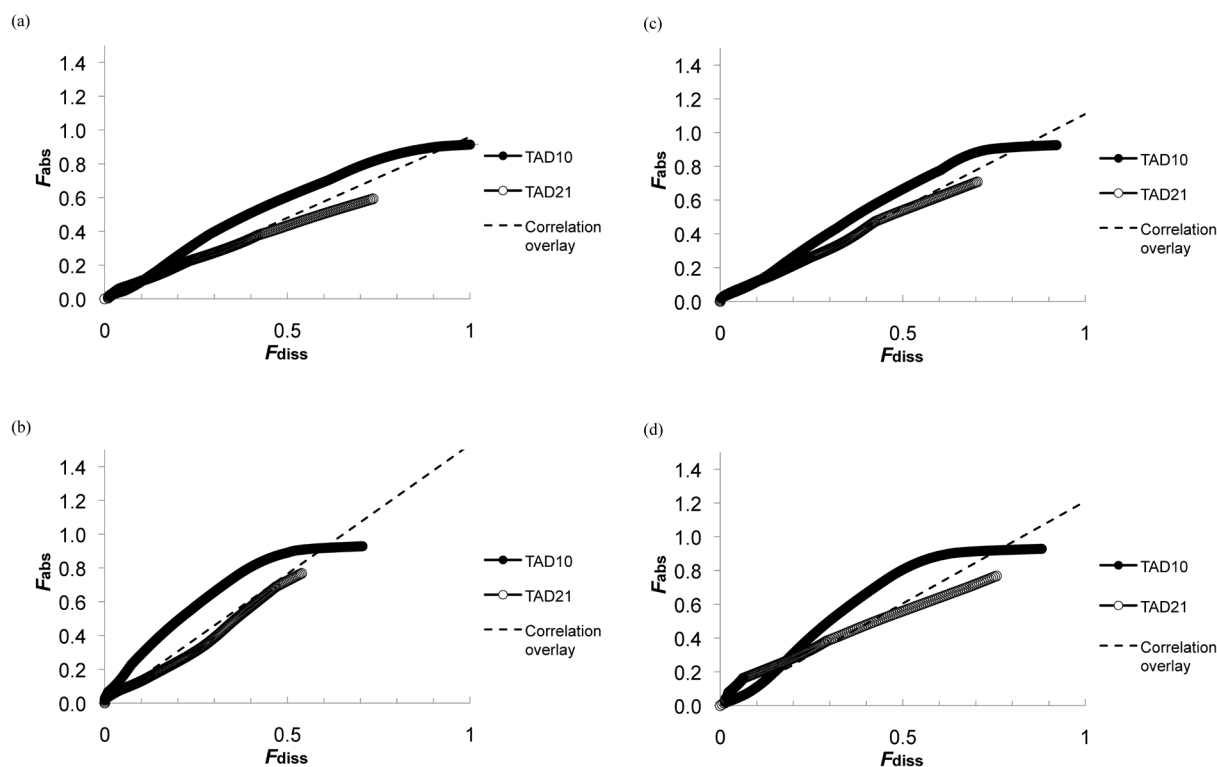 (a)
1.4
1.2
1.0
0.8
0.6
0.4
0.2
0.0
Fabs
0
0.5
1
Fdiss
TAD10
TAD21
Correlation
overlay
(c)
1.4
1.2
1.0
0.8
0.6
0.4
0.2
0.0
Fabs
0
0.5
1
Fdiss
TAD10
TAD21
Correlation
overlay
(b)
1.4
1.2
1.0
0.8
0.6
0.4
0.2
0.0
Fabs
0
0.5
1
Fdiss
TAD10
TAD21
Correlation
overlay
(d)
1.4
1.2
1.0
0.8
0.6
0.4
0.2
0.0
Fabs
0
0.5
1
Fdiss
TAD10
TAD21
Correlation
overlay